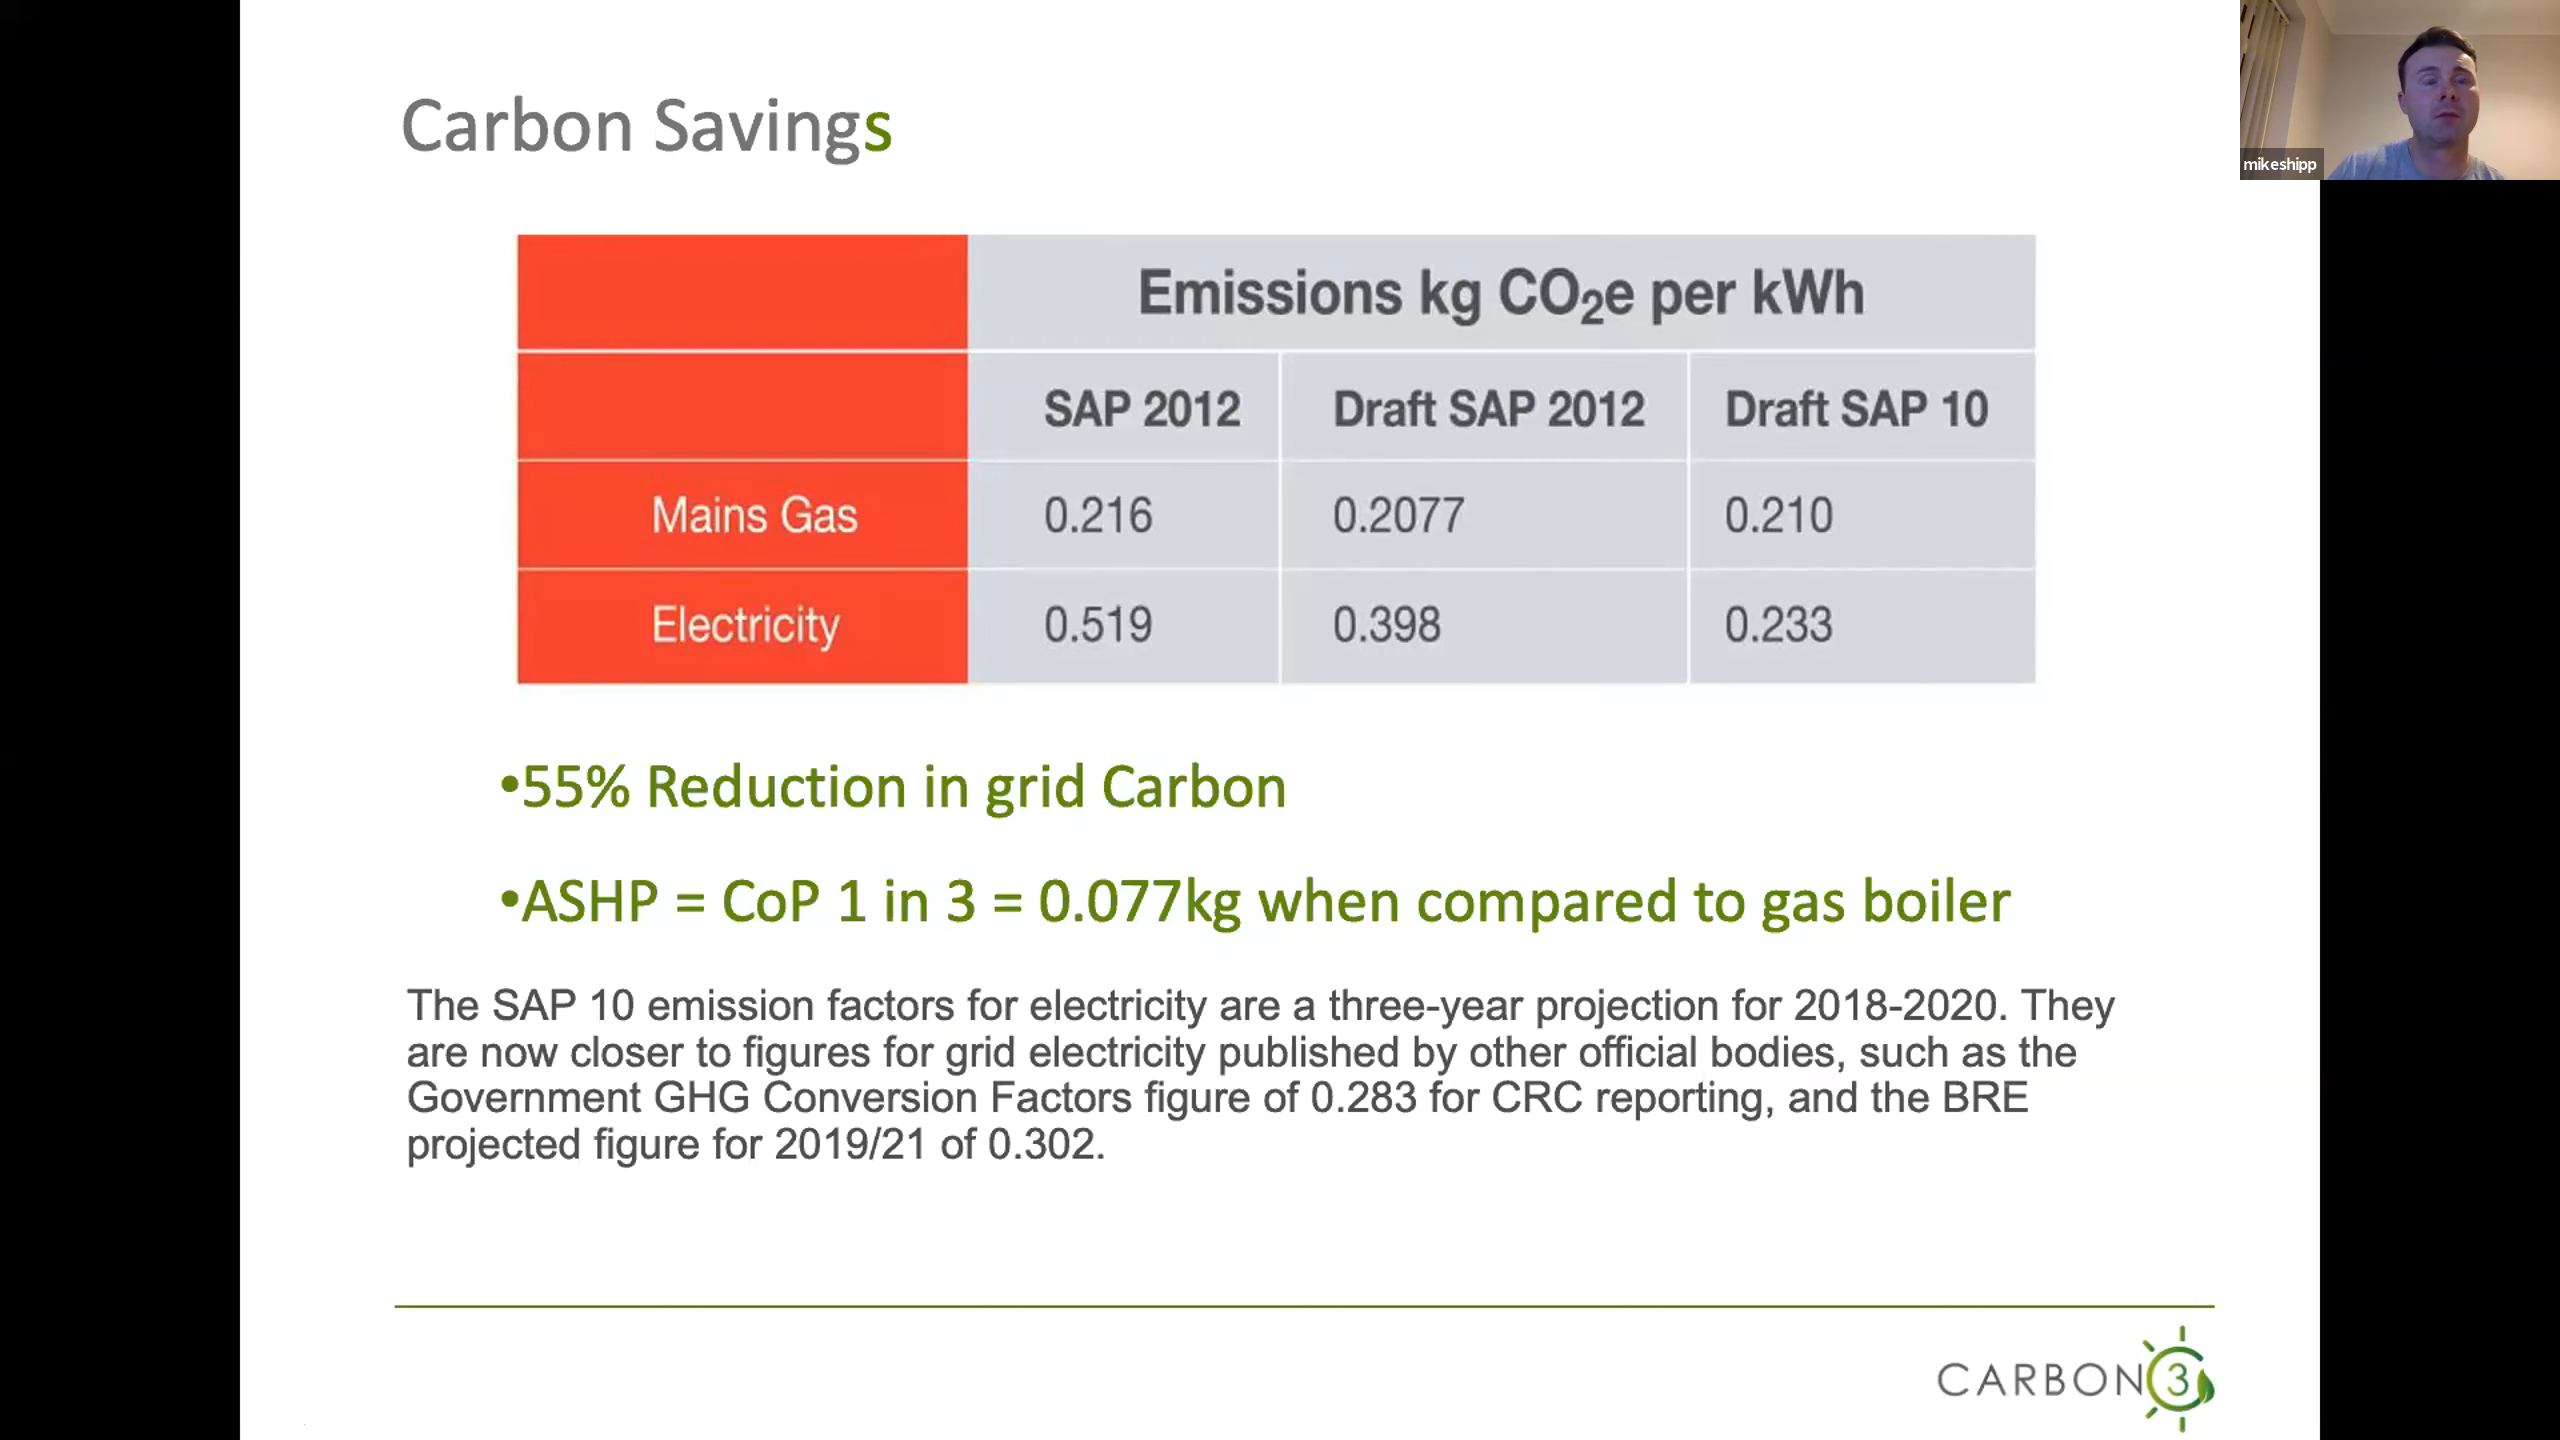 Carbon Savings
mikeshipp
Emissions kg CO₂e per kWh
SAP 2012 Draft SAP 2012 Draft SAP 10
Mains Gas 0.216 0.2077 0.210
Electricity 0.519 0.398 0.233
•55% Reduction in grid Carbon
•ASHP = CoP 1 in 3 = 0.077kg when compared to gas boiler
The SAP 10 emission factors for electricity are a three-year projection for 2018-2020. They
are now closer to figures for grid electricity published by other official bodies, such as the
Government GHG Conversion Factors figure of 0.283 for CRC reporting, and the BRE
projected figure for 2019/21 of 0.302.
CARBON 3